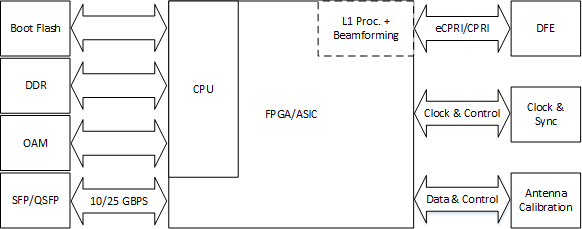 Boot Flash
DDR
OAM
SFP/QSFP
10/25 GBPS
CPU
FPGA/ASIC
L1 Proc. +
Beamforming
eCPRI/CPRI
DFE
Clock & Control
Clock &
Sync
Data & Control
Antenna
Calibration